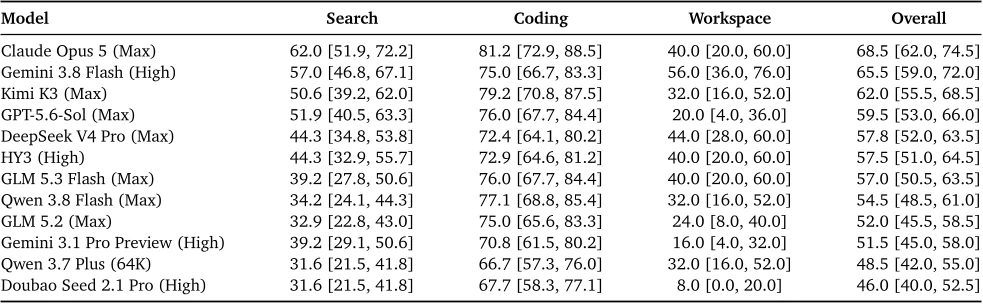 Model Search Coding Workspace Overall
Claude Opus 5 (Max) 62.0 [51.9, 72.2] 81.2 [72.9, 88.5] 40.0 [20.0, 60.0] 68.5 [62.0, 74.5]
Gemini 3.8 Flash (High) 57.0 [46.8, 67.1] 75.0 [66.7, 83.3] 56.0 [36.0, 76.0] 65.5 [59.0, 72.0]
Kimi K3 (Max) 50.6 [39.2, 62.0] 79.2 [70.8, 87.5] 32.0 [16.0, 52.0] 62.0 [55.5, 68.5]
GPT-5.6-Sol (Max) 51.9 [40.5, 63.3] 76.0 [67.7, 84.4] 20.0 [4.0, 36.0] 59.5 [53.0, 66.0]
DeepSeek V4 Pro (Max) 44.3 [34.8, 53.8] 72.4 [64.1, 80.2] 44.0 [28.0, 60.0] 57.8 [52.0, 63.5]
HY3 (High) 44.3 [32.9, 55.7] 72.9 [64.6, 81.2] 40.0 [20.0, 60.0] 57.5 [51.0, 64.5]
GLM 5.3 Flash (Max) 39.2 [27.8, 50.6] 76.0 [67.7, 84.4] 40.0 [20.0, 60.0] 57.0 [50.5, 63.5]
Qwen 3.8 Flash (Max) 34.2 [24.1, 44.3] 77.1 [68.8, 85.4] 32.0 [16.0, 52.0] 54.5 [48.5, 61.0]
GLM 5.2 (Max) 32.9 [22.8, 43.0] 75.0 [65.6, 83.3] 24.0 [8.0, 40.0] 52.0 [45.5, 58.5]
Gemini 3.1 Pro Preview (High) 39.2 [29.1, 50.6] 70.8 [61.5, 80.2] 16.0 [4.0, 32.0] 51.5 [45.0, 58.0]
Qwen 3.7 Plus (64K) 31.6 [21.5, 41.8] 66.7 [57.3, 76.0] 32.0 [16.0, 52.0] 48.5 [42.0, 55.0]
Doubao Seed 2.1 Pro (High) 31.6 [21.5, 41.8] 67.7 [58.3, 77.1] 8.0 [0.0, 20.0] 46.0 [40.0, 52.5]